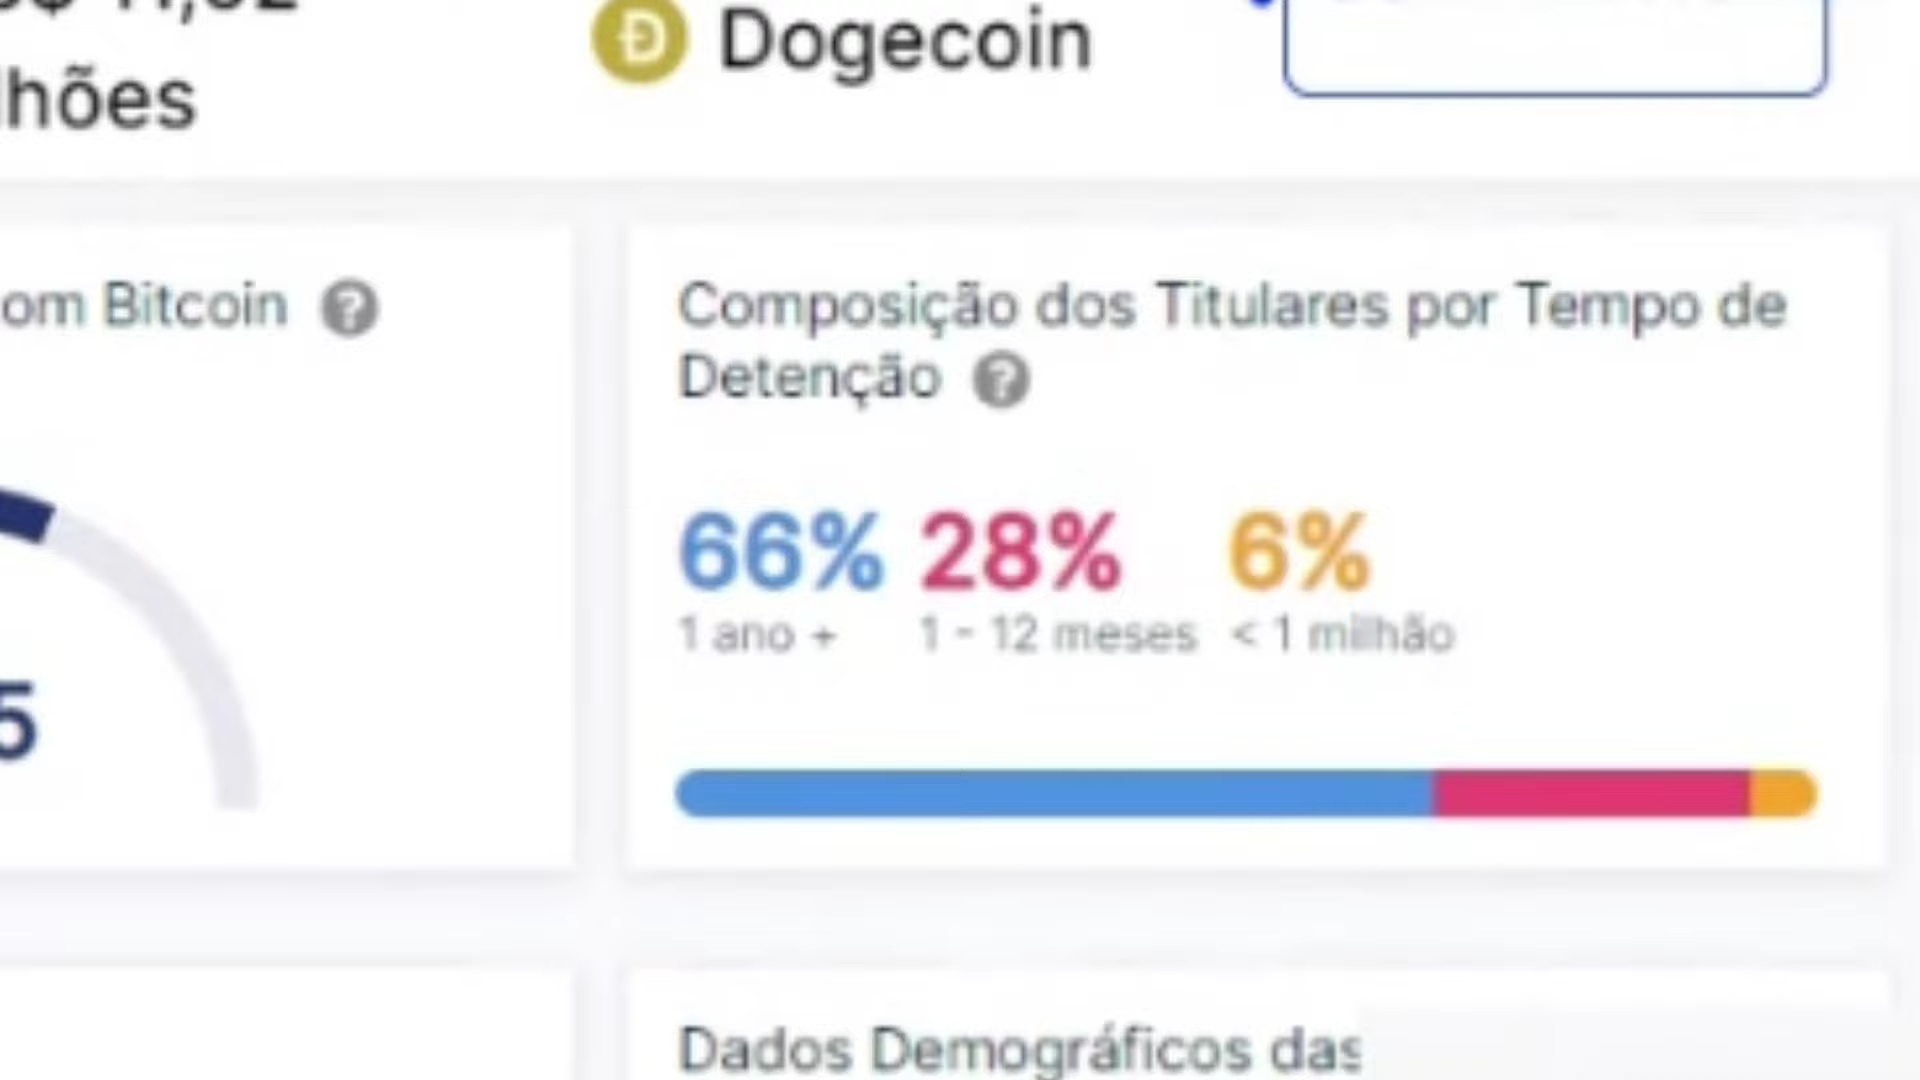 lhões
Dogecoin
om Bitcoin
Composição dos Titulares por Tempo de
Detenção
66% 28% 6%
1 ano + 1 - 12 meses < 1 milhão
5
Dados Demográficos das